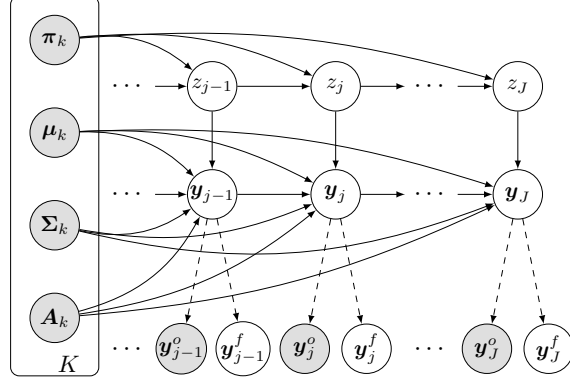 π_k
⋯ z_{j−1} z_j ⋯ z_J
μ_k
⋯ y_{j−1} y_j ⋯ y_J
Σ_k
A_k
⋯ y^o_{j−1} y^f_{j−1} y^o_j y^f_j ⋯ y^o_J y^f_J
K